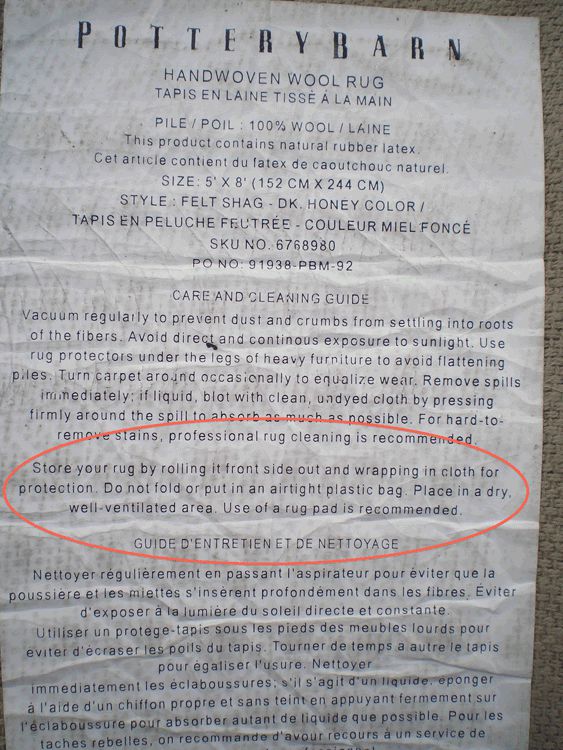 POTTERYBARN
HANDWOVEN WOOL RUG
TAPIS EN LAINE TISSÈ À LA MAIN
PILE / POIL : 100% WOOL / LAINE
This product contains natural rubber latex.
Cet article contient du latex de caoutchouc naturel.
SIZE: 5' X 8' (152 CM X 244 CM)
STYLE : FELT SHAG - DK. HONEY COLOR /
TAPIS EN PELUCHE FEUTRÉE - COULEUR MIEL FONCÉ
SKU NO. 6768980
PO NO: 91938-PBM-92
CARE AND CLEANING GUIDE
Vacuum regularly to prevent dust and crumbs from settling into roots
of the fibers. Avoid direct and continous exposure to sunlight. Use
rug protectors under the legs of heavy furniture to avoid flattening
piles. Turn carpet around occasionally to equalize wear. Remove spills
immediately; if liquid, blot with clean, undyed cloth by pressing
firmly around the spill to absorb as much as possible. For hard-to-
remove stains, professional rug cleaning is recommended.
Store your rug by rolling it front side out and wrapping in cloth for
protection. Do not fold or put in an airtight plastic bag. Place in a dry,
well-ventilated area. Use of a rug pad is recommended.
GUIDE D'ENTRETIEN ET DE NETTOYAGE
Nettoyer régulièrement en passant l'aspirateur pour éviter que la
poussière et les miettes s'insèrent profondément dans les fibres. Éviter
d'exposer à la lumière du soleil directe et constante.
Utiliser un protege-tapis sous les pieds des meubles lourds pour
eviter d'écraser les poils du tapis. Tourner de temps a autre le tapis
pour égaliser l'usure. Nettoyer
immediatement les éclaboussures; s'il s'agit d'un liquide, éponger
à l'aide d'un chiffon propre et sans teint en appuyant fermement sur
l'éclaboussure pour absorber autant de liquide que possible. Pour les
taches rebelles, on recommande d'avour recours à un service de